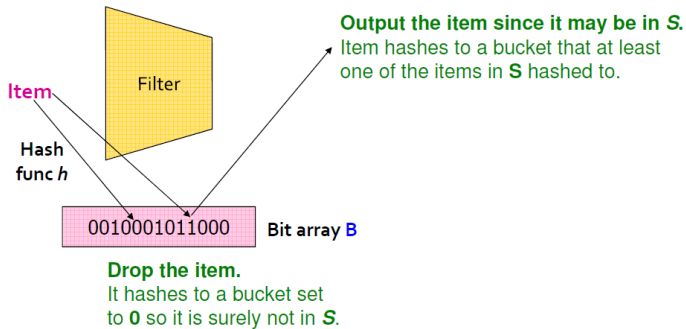 Output the item since it may be in S.
Item hashes to a bucket that at least
one of the items in S hashed to.
Filter
Item
Hash
func h
0010001011000
Bit array B
Drop the item.
It hashes to a bucket set
to 0 so it is surely not in S.